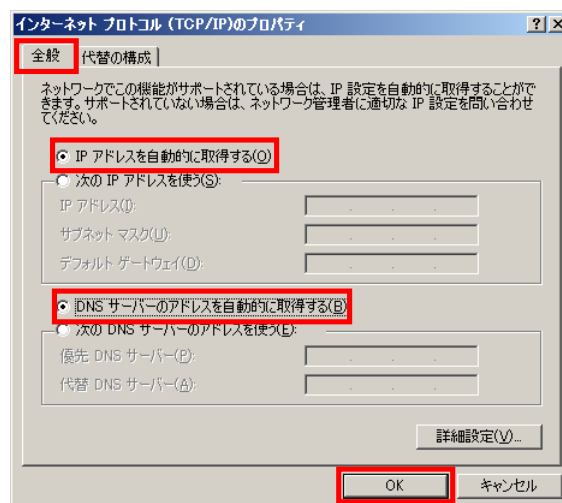 インターネット プロトコル (TCP/IP)のプロパティ
? ×
全般 代替の構成
ネットワークでこの機能がサポートされている場合は、IP 設定を自動的に取得することがで
きます。サポートされていない場合は、ネットワーク管理者に適切な IP 設定を問い合わせ
てください。
IP アドレスを自動的に取得する(O)
次の IP アドレスを使う(S):
IP アドレス(I):
サブネット マスク(U):
デフォルト ゲートウェイ(D):
DNS サーバーのアドレスを自動的に取得する(B)
次の DNS サーバーのアドレスを使う(E):
優先 DNS サーバー(P):
代替 DNS サーバー(A):
詳細設定(V)...
OK キャンセル